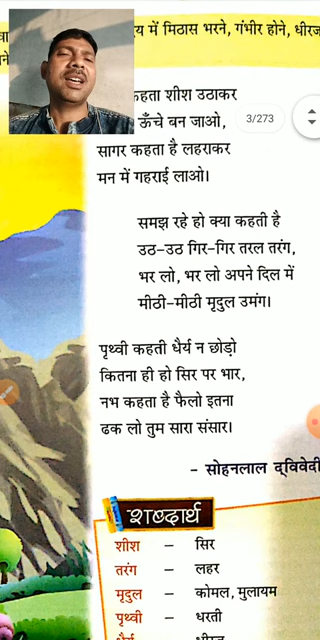 में मिठास भरने, गंभीर होने, धीरज
कहता शीश उठाकर
ऊँचे बन जाओ,
3/273
सागर कहता है लहराकर
मन में गहराई लाओ।
समझ रहे हो क्या कहती है
उठ-उठ गिर-गिर तरल तरंग,
भर लो, भर लो अपने दिल में
मीठी-मीठी मृदुल उमंग।
पृथ्वी कहती धैर्य न छोड़ो
कितना ही हो सिर पर भार,
नभ कहता है फैलो इतना
ढक लो तुम सारा संसार।
– सोहनलाल द्विवेदी
शब्दार्थ
शीश – सिर
तरंग – लहर
मृदुल – कोमल, मुलायम
पृथ्वी – धरती